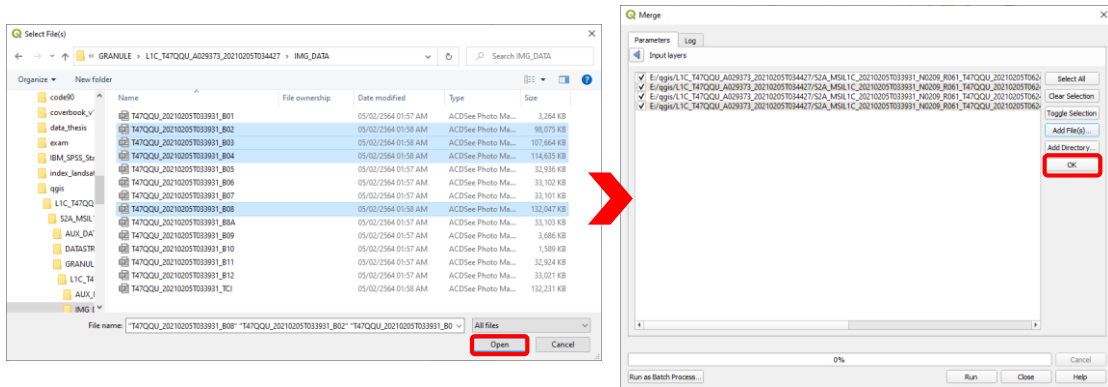 Select File(s)
« GRANULE > L1C_T47QQU_A029373_20210205T034427 > IMG_DATA
Search IMG_DATA
Organize
New folder
code90
coverbook_v
data_thesis
exam
IBM_SPSS_Sta
index_landsat
qgis
L1C_T47QQ
S2A_MSIL
AUX_DA
DATASTR
GRANUL
L1C_T4
AUX_
IMG
Name File ownership Date modified Type Size
T47QQU_20210205T033931_B01 05/02/2564 01:57 AM ACDSee Photo Ma... 3,264 KB
T47QQU_20210205T033931_B02 05/02/2564 01:58 AM ACDSee Photo Ma... 98,075 KB
T47QQU_20210205T033931_B03 05/02/2564 01:58 AM ACDSee Photo Ma... 107,664 KB
T47QQU_20210205T033931_B04 05/02/2564 01:58 AM ACDSee Photo Ma... 114,635 KB
T47QQU_20210205T033931_B05 05/02/2564 01:57 AM ACDSee Photo Ma... 32,936 KB
T47QQU_20210205T033931_B06 05/02/2564 01:57 AM ACDSee Photo Ma... 33,102 KB
T47QQU_20210205T033931_B07 05/02/2564 01:57 AM ACDSee Photo Ma... 33,101 KB
T47QQU_20210205T033931_B08 05/02/2564 01:58 AM ACDSee Photo Ma... 132,047 KB
T47QQU_20210205T033931_B8A 05/02/2564 01:57 AM ACDSee Photo Ma... 33,103 KB
T47QQU_20210205T033931_B09 05/02/2564 01:57 AM ACDSee Photo Ma... 3,686 KB
T47QQU_20210205T033931_B10 05/02/2564 01:57 AM ACDSee Photo Ma... 1,589 KB
T47QQU_20210205T033931_B11 05/02/2564 01:57 AM ACDSee Photo Ma... 32,924 KB
T47QQU_20210205T033931_B12 05/02/2564 01:57 AM ACDSee Photo Ma... 33,021 KB
T47QQU_20210205T033931_TCI 05/02/2564 01:58 AM ACDSee Photo Ma... 132,231 KB
File name: "T47QQU_20210205T033931_B08" "T47QQU_20210205T033931_B02" "T47QQU_20210205T033931_B0
All files
Open Cancel
Merge
Parameters Log
Input layers
E:/qgis/L1C_T47QQU_A029373_20210205T034427/S2A_MSIL1C_20210205T033931_N0209_R061_T47QQU_20210205T062
E:/qgis/L1C_T47QQU_A029373_20210205T034427/S2A_MSIL1C_20210205T033931_N0209_R061_T47QQU_20210205T062
E:/qgis/L1C_T47QQU_A029373_20210205T034427/S2A_MSIL1C_20210205T033931_N0209_R061_T47QQU_20210205T062
E:/qgis/L1C_T47QQU_A029373_20210205T034427/S2A_MSIL1C_20210205T033931_N0209_R061_T47QQU_20210205T062
Select All
Clear Selection
Toggle Selection
Add File(s)...
Add Directory...
OK
0%
Cancel
Run as Batch Process...
Run Close Help